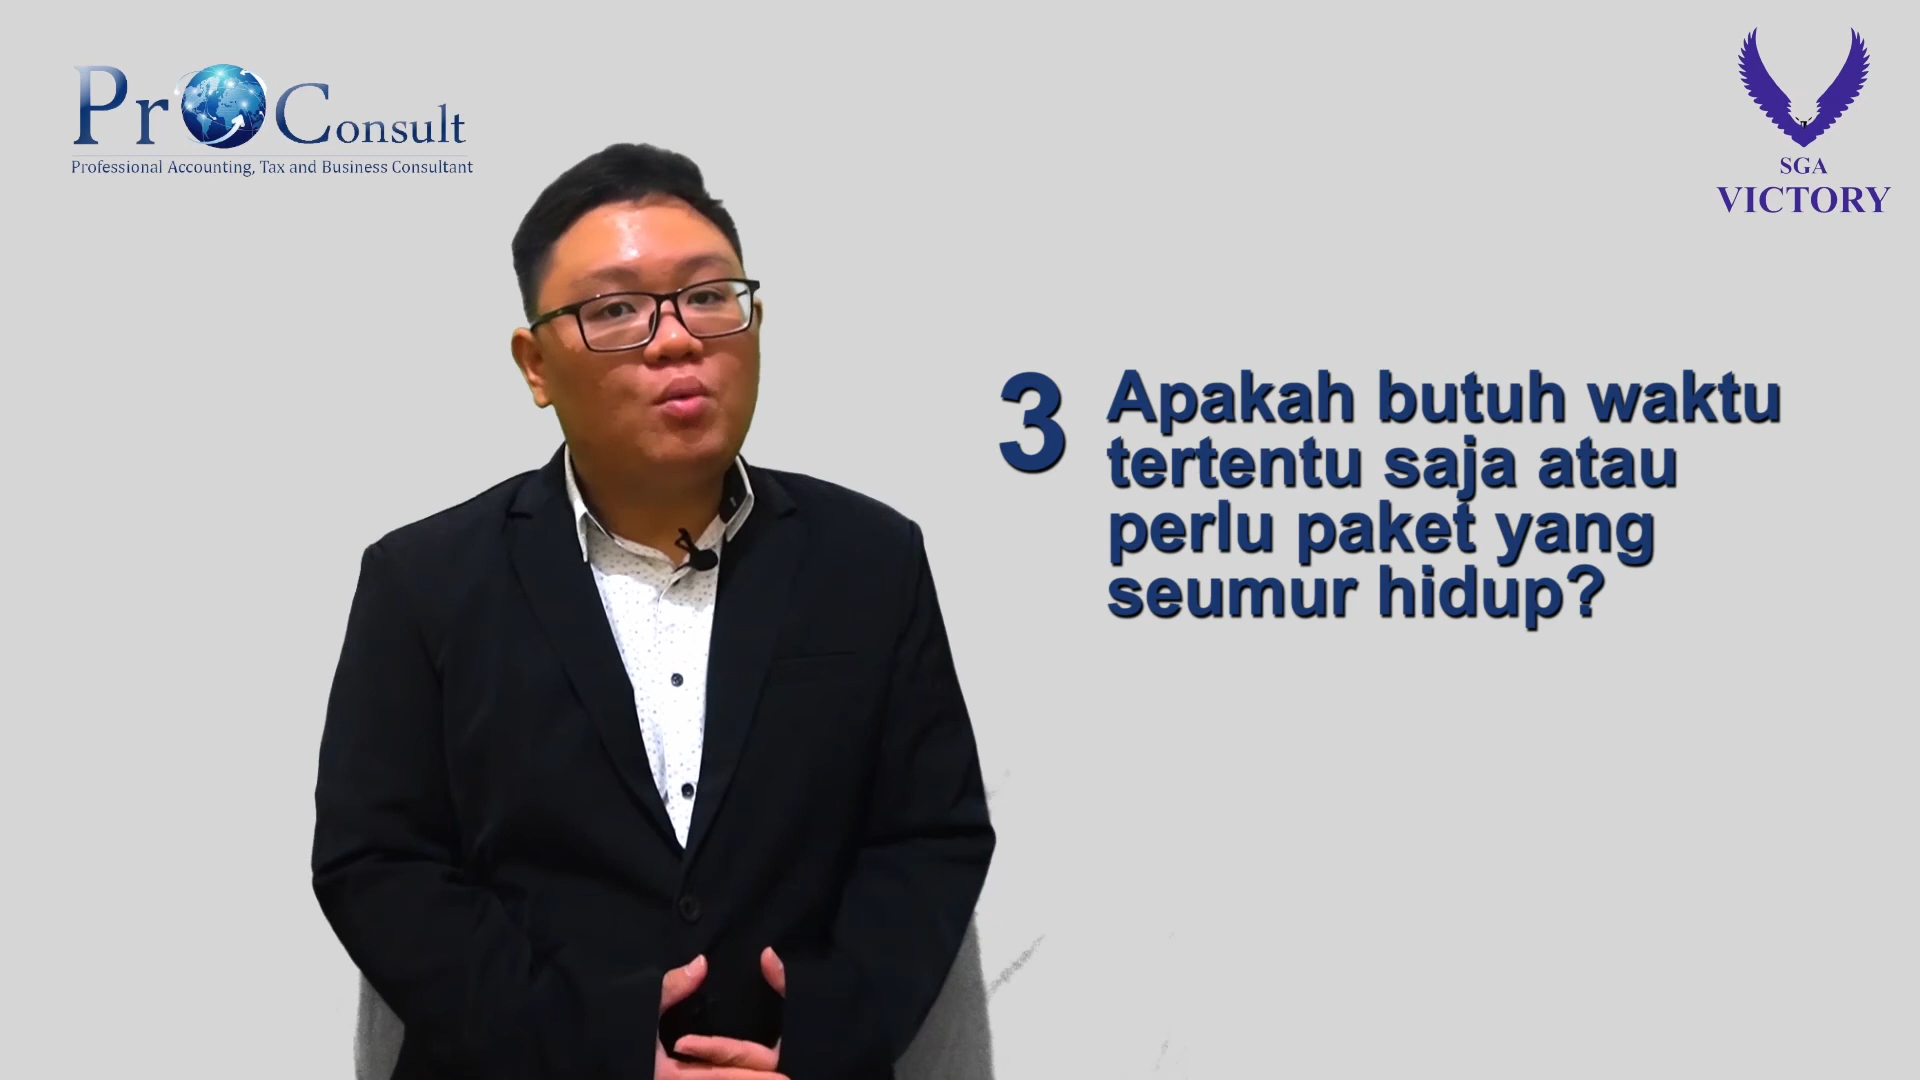 PrOConsult
Professional Accounting, Tax and Business Consultant
SGA
VICTORY
3
Apakah butuh waktu
tertentu saja atau
perlu paket yang
seumur hidup?